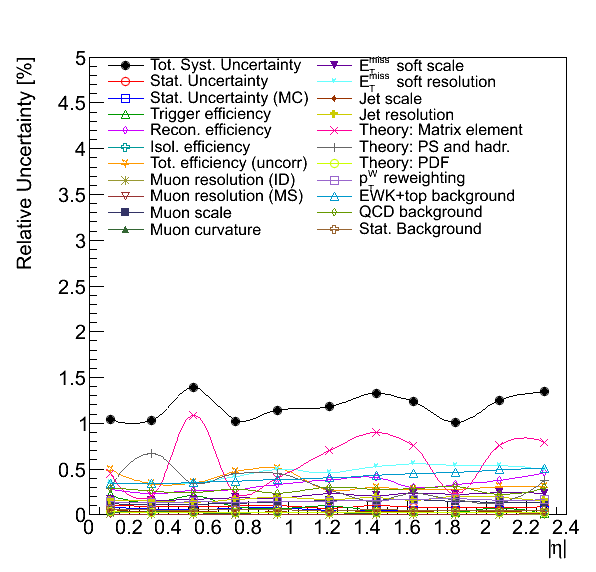 Relative Uncertainty [%]
5
4.5
4
3.5
3
2.5
2
1.5
1
0.5
0
Tot. Syst. Uncertainty
Stat. Uncertainty
Stat. Uncertainty (MC)
Trigger efficiency
Recon. efficiency
Isol. efficiency
Tot. efficiency (uncorr)
Muon resolution (ID)
Muon resolution (MS)
Muon scale
Muon curvature
E_T^miss soft scale
E_T^miss soft resolution
Jet scale
Jet resolution
Theory: Matrix element
Theory: PS and hadr.
Theory: PDF
p_T^W reweighting
EWK+top background
QCD background
Stat. Background
0 0.2 0.4 0.6 0.8 1 1.2 1.4 1.6 1.8 2 2.2 2.4
|η|